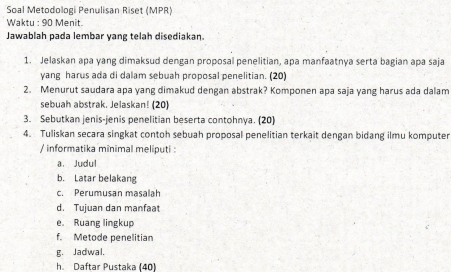 Soal Metodologi Penulisan Riset (MPR)
Waktu : 90 Menit.
Jawablah pada lembar yang telah disediakan.
1. Jelaskan apa yang dimaksud dengan proposal penelitian, apa manfaatnya serta bagian apa saja
yang harus ada di dalam sebuah proposal penelitian. (20)
2. Menurut saudara apa yang dimakud dengan abstrak? Komponen apa saja yang harus ada dalam
sebuah abstrak. Jelaskan! (20)
3. Sebutkan jenis-jenis penelitian beserta contohnya. (20)
4. Tuliskan secara singkat contoh sebuah proposal penelitian terkait dengan bidang ilmu komputer
/ informatika minimal meliputi :
a. Judul
b. Latar belakang
c. Perumusan masalah
d. Tujuan dan manfaat
e. Ruang lingkup
f. Metode penelitian
g. Jadwal.
h. Daftar Pustaka (40)